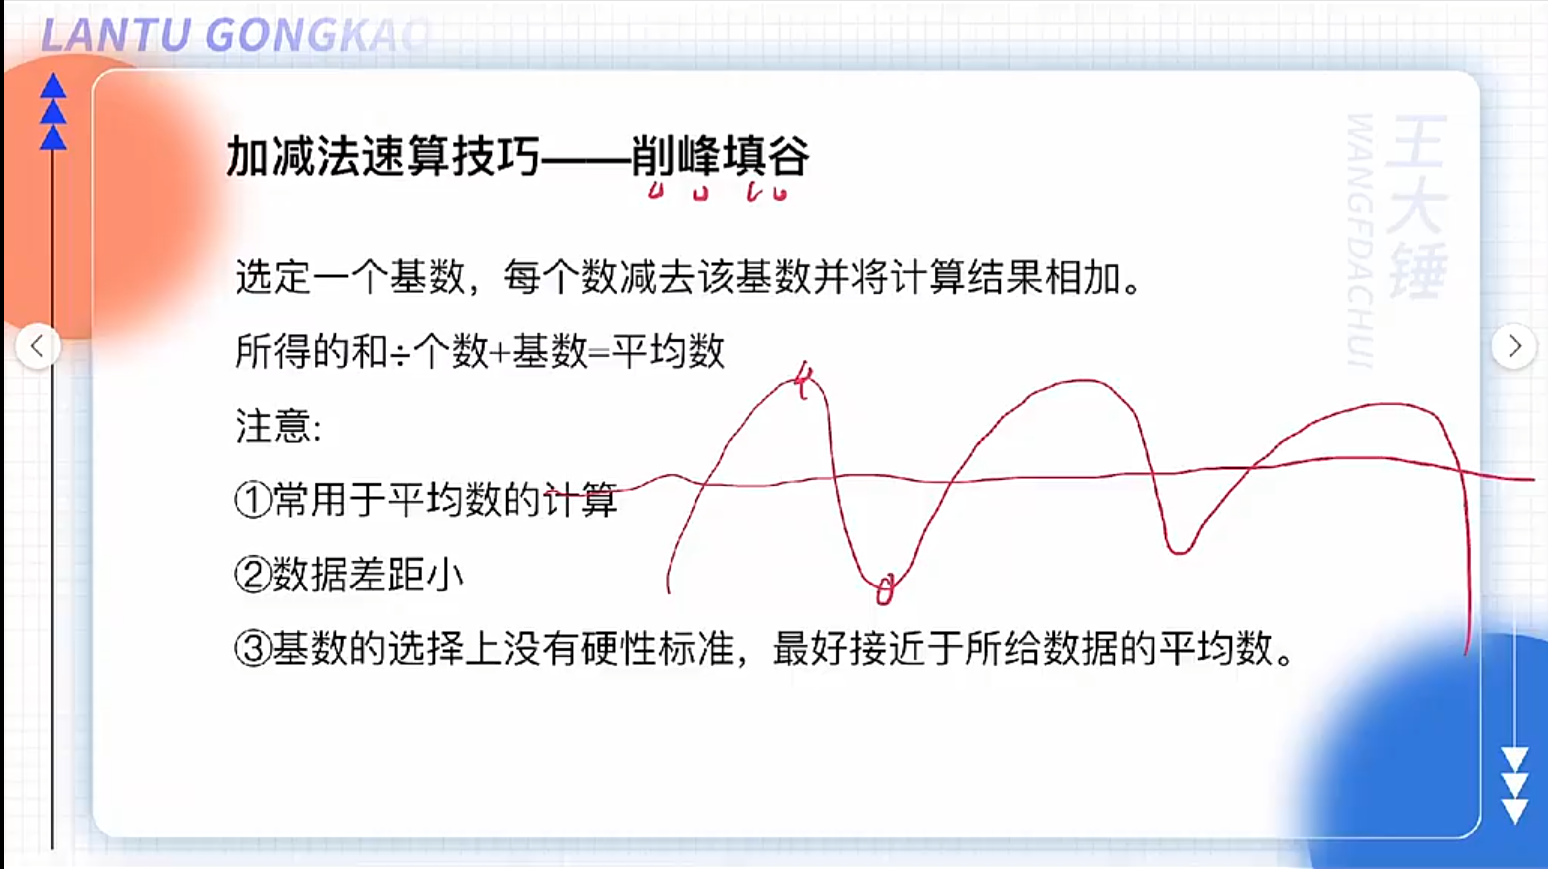 LANTU GONGKAO
加减法速算技巧——削峰填谷
选定一个基数，每个数减去该基数并将计算结果相加。
所得的和÷个数+基数=平均数
注意:
①常用于平均数的计算
②数据差距小
③基数的选择上没有硬性标准，最好接近于所给数据的平均数。
王大锤
WANGFDACHUI